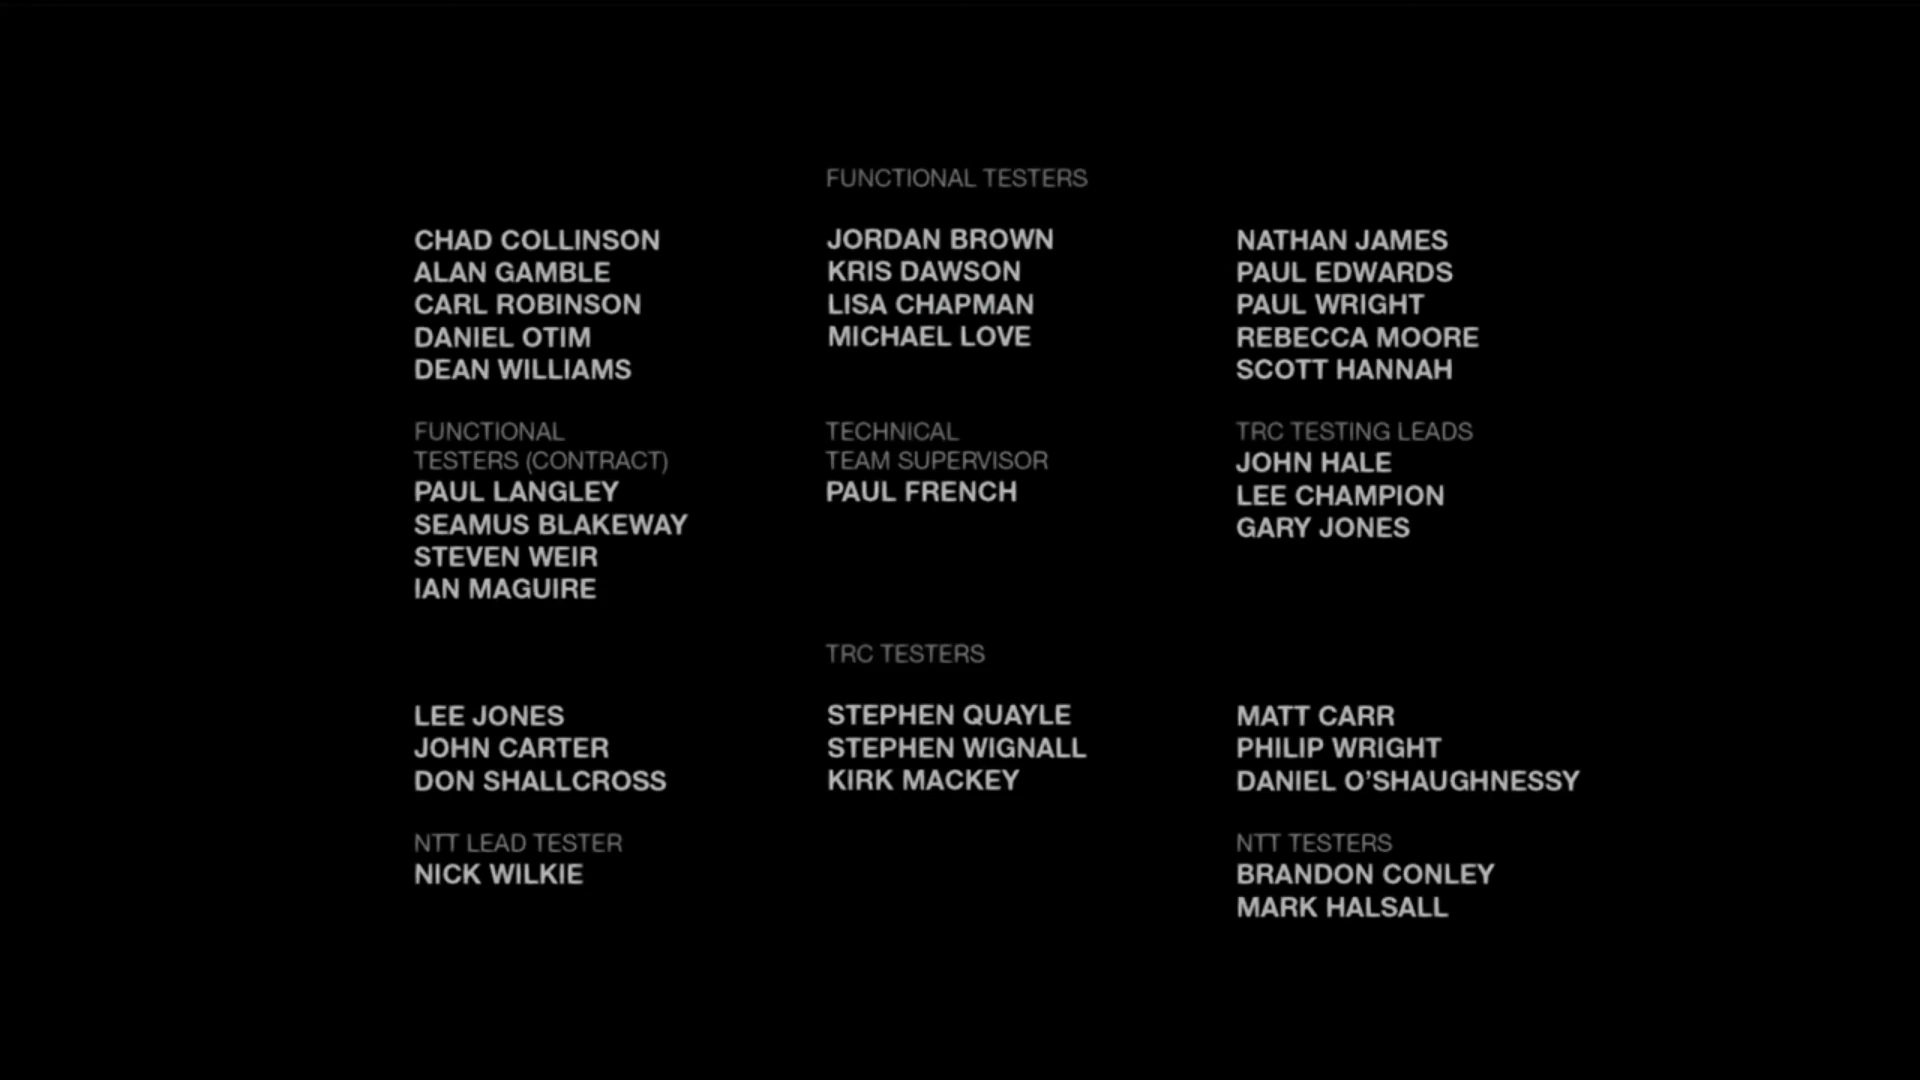 FUNCTIONAL TESTERS
CHAD COLLINSON
ALAN GAMBLE
CARL ROBINSON
DANIEL OTIM
DEAN WILLIAMS
JORDAN BROWN
KRIS DAWSON
LISA CHAPMAN
MICHAEL LOVE
NATHAN JAMES
PAUL EDWARDS
PAUL WRIGHT
REBECCA MOORE
SCOTT HANNAH
FUNCTIONAL
TESTERS (CONTRACT)
PAUL LANGLEY
SEAMUS BLAKEWAY
STEVEN WEIR
IAN MAGUIRE
TECHNICAL
TEAM SUPERVISOR
PAUL FRENCH
TRC TESTING LEADS
JOHN HALE
LEE CHAMPION
GARY JONES
TRC TESTERS
LEE JONES
JOHN CARTER
DON SHALLCROSS
STEPHEN QUAYLE
STEPHEN WIGNALL
KIRK MACKEY
MATT CARR
PHILIP WRIGHT
DANIEL O’SHAUGHNESSY
NTT LEAD TESTER
NICK WILKIE
NTT TESTERS
BRANDON CONLEY
MARK HALSALL